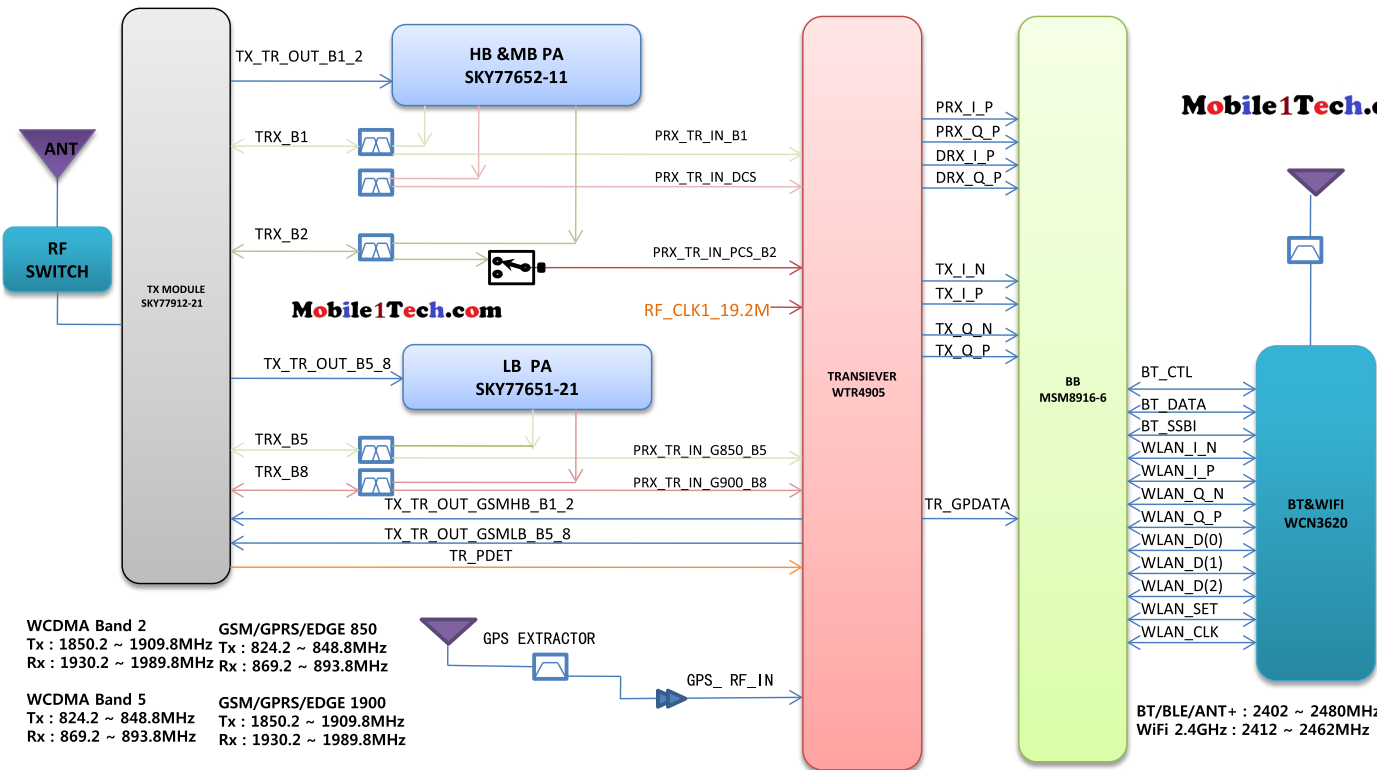 TX_TR_OUT_B1_2
HB &MB PA
SKY77652-11
Mobile1Tech.c
ANT
TRX_B1
PRX_TR_IN_B1
PRX_TR_IN_DCS
PRX_I_P
PRX_Q_P
DRX_I_P
DRX_Q_P
RF
SWITCH
TRX_B2
PRX_TR_IN_PCS_B2
TX MODULE
SKY77912-21
Mobile1Tech.com
RF_CLK1_19.2M
TX_I_N
TX_I_P
TX_Q_N
TX_Q_P
TX_TR_OUT_B5_8
LB PA
SKY77651-21
TRANSIEVER
WTR4905
BB
MSM8916-6
BT_CTL
BT_DATA
BT_SSBI
WLAN_I_N
WLAN_I_P
WLAN_Q_N
WLAN_Q_P
WLAN_D(0)
WLAN_D(1)
WLAN_D(2)
WLAN_SET
WLAN_CLK
BT&WIFI
WCN3620
TRX_B5
PRX_TR_IN_G850_B5
TRX_B8
PRX_TR_IN_G900_B8
TX_TR_OUT_GSMHB_B1_2
TR_GPDATA
TX_TR_OUT_GSMLB_B5_8
TR_PDET
WCDMA Band 2
Tx : 1850.2 ~ 1909.8MHz
Rx : 1930.2 ~ 1989.8MHz
GSM/GPRS/EDGE 850
Tx : 824.2 ~ 848.8MHz
Rx : 869.2 ~ 893.8MHz
GPS EXTRACTOR
GPS_ RF_IN
WCDMA Band 5
Tx : 824.2 ~ 848.8MHz
Rx : 869.2 ~ 893.8MHz
GSM/GPRS/EDGE 1900
Tx : 1850.2 ~ 1909.8MHz
Rx : 1930.2 ~ 1989.8MHz
BT/BLE/ANT+ : 2402 ~ 2480MHz
WiFi 2.4GHz : 2412 ~ 2462MHz